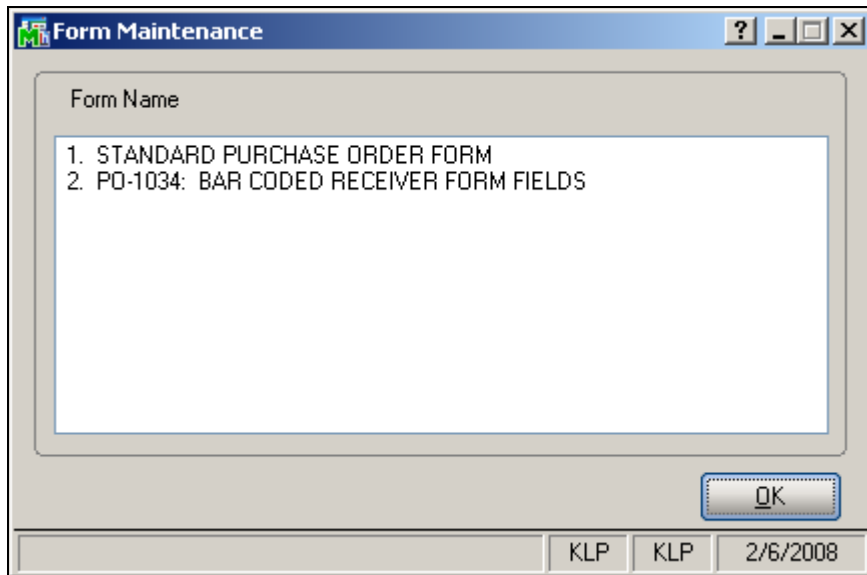 Form Maintenance
Form Name
1. STANDARD PURCHASE ORDER FORM
2. PO-1034: BAR CODED RECEIVER FORM FIELDS
OK
KLP KLP 2/6/2008